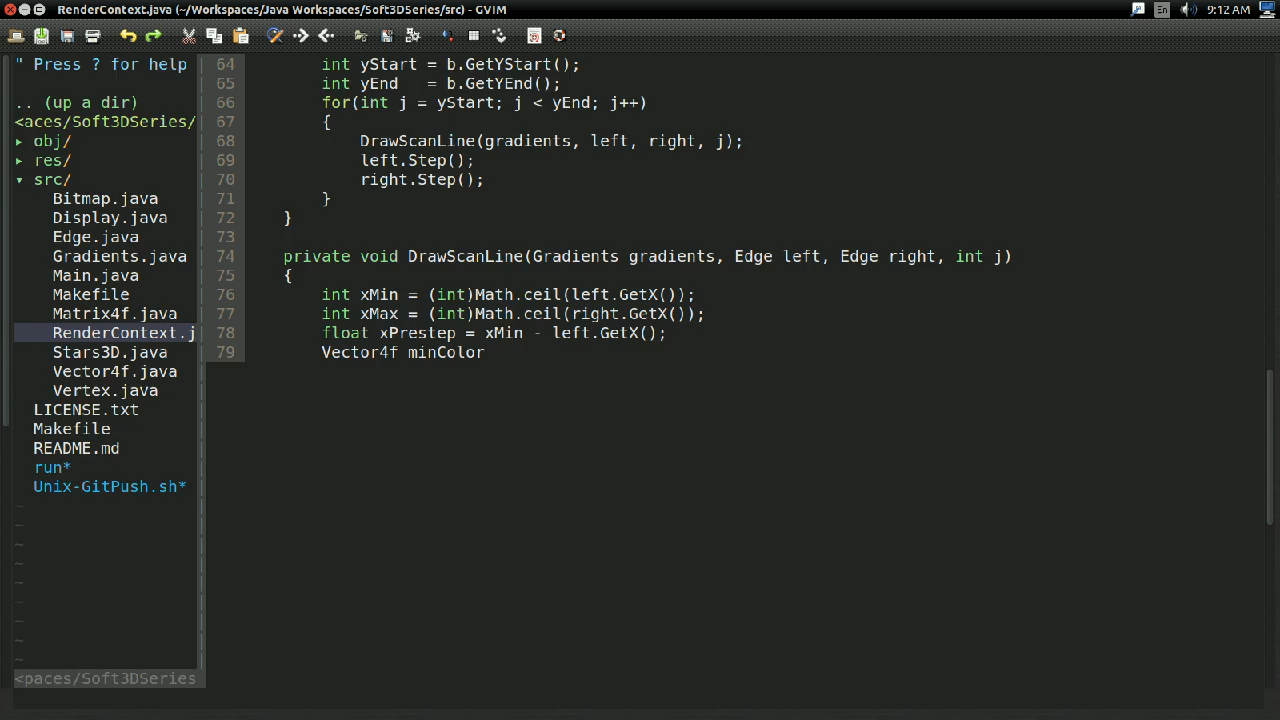 RenderContext.java (~/Workspaces/Java Workspaces/Soft3DSeries/src) - GVIM
En
9:12 AM
" Press ? for help
.. (up a dir)
<aces/Soft3DSeries/
▸ obj/
▸ res/
▾ src/
Bitmap.java
Display.java
Edge.java
Gradients.java
Main.java
Makefile
Matrix4f.java
RenderContext.j
Stars3D.java
Vector4f.java
Vertex.java
LICENSE.txt
Makefile
README.md
run*
Unix-GitPush.sh*
~
~
~
~
~
~
~
~
~
<paces/Soft3DSeries
64 int yStart = b.GetYStart();
65 int yEnd   = b.GetYEnd();
66 for(int j = yStart; j < yEnd; j++)
67 {
68 DrawScanLine(gradients, left, right, j);
69 left.Step();
70 right.Step();
71 }
72 }
73
74 private void DrawScanLine(Gradients gradients, Edge left, Edge right, int j)
75 {
76 int xMin = (int)Math.ceil(left.GetX());
77 int xMax = (int)Math.ceil(right.GetX());
78 float xPrestep = xMin - left.GetX();
79 Vector4f minColor